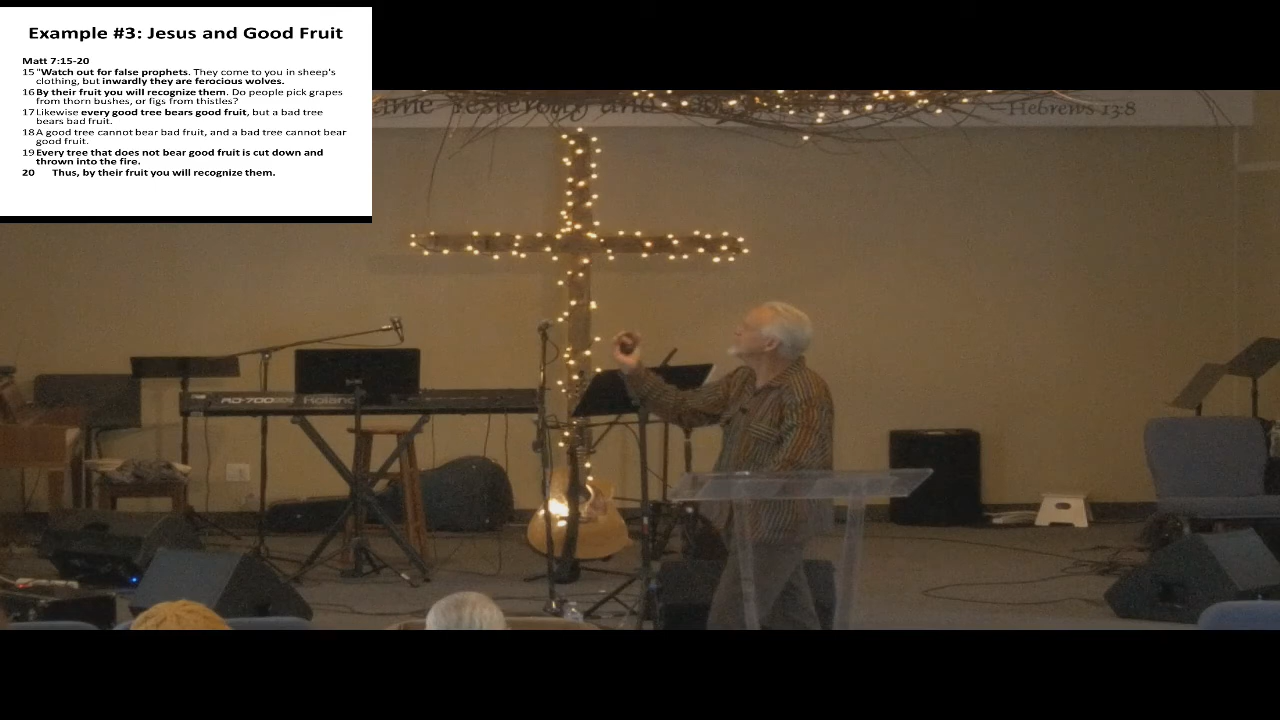 Example #3: Jesus and Good Fruit
Matt 7:15-20
15 "Watch out for false prophets. They come to you in sheep's
clothing, but inwardly they are ferocious wolves.
16 By their fruit you will recognize them. Do people pick grapes
from thorn bushes, or figs from thistles?
17 Likewise every good tree bears good fruit, but a bad tree
bears bad fruit.
18 A good tree cannot bear bad fruit, and a bad tree cannot bear
good fruit.
19 Every tree that does not bear good fruit is cut down and
thrown into the fire.
20 Thus, by their fruit you will recognize them.
Yesterday and —Hebrews 13:8
RD-700SX Roland